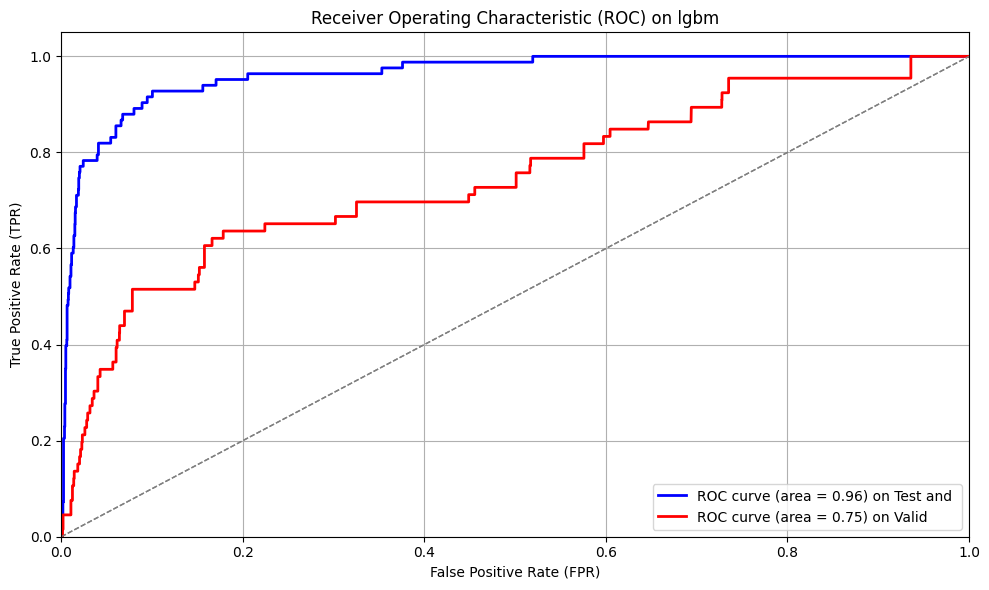 Receiver Operating Characteristic (ROC) on lgbm
1.0
0.8
0.6
0.4
0.2
0.0
True Positive Rate (TPR)
ROC curve (area = 0.96) on Test and
ROC curve (area = 0.75) on Valid
0.0 0.2 0.4 0.6 0.8 1.0
False Positive Rate (FPR)